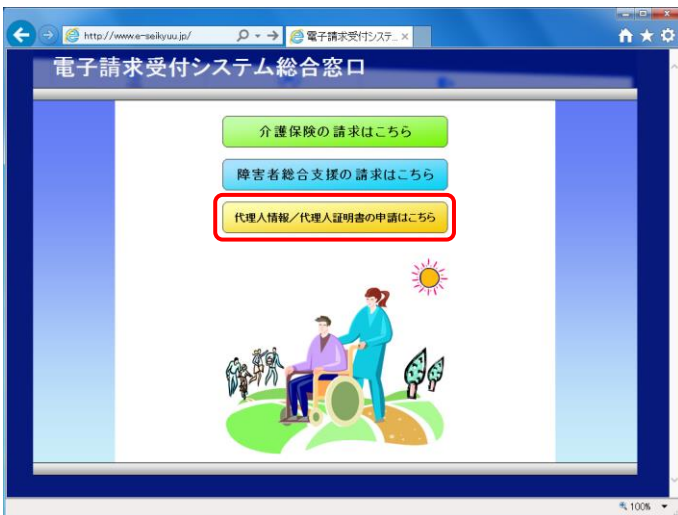 http://www.e-seikyuu.jp/
電子請求受付システ...
電子請求受付システム総合窓口
介護保険の請求はこちら
障害者総合支援の請求はこちら
代理人情報／代理人証明書の申請はこちら
100%